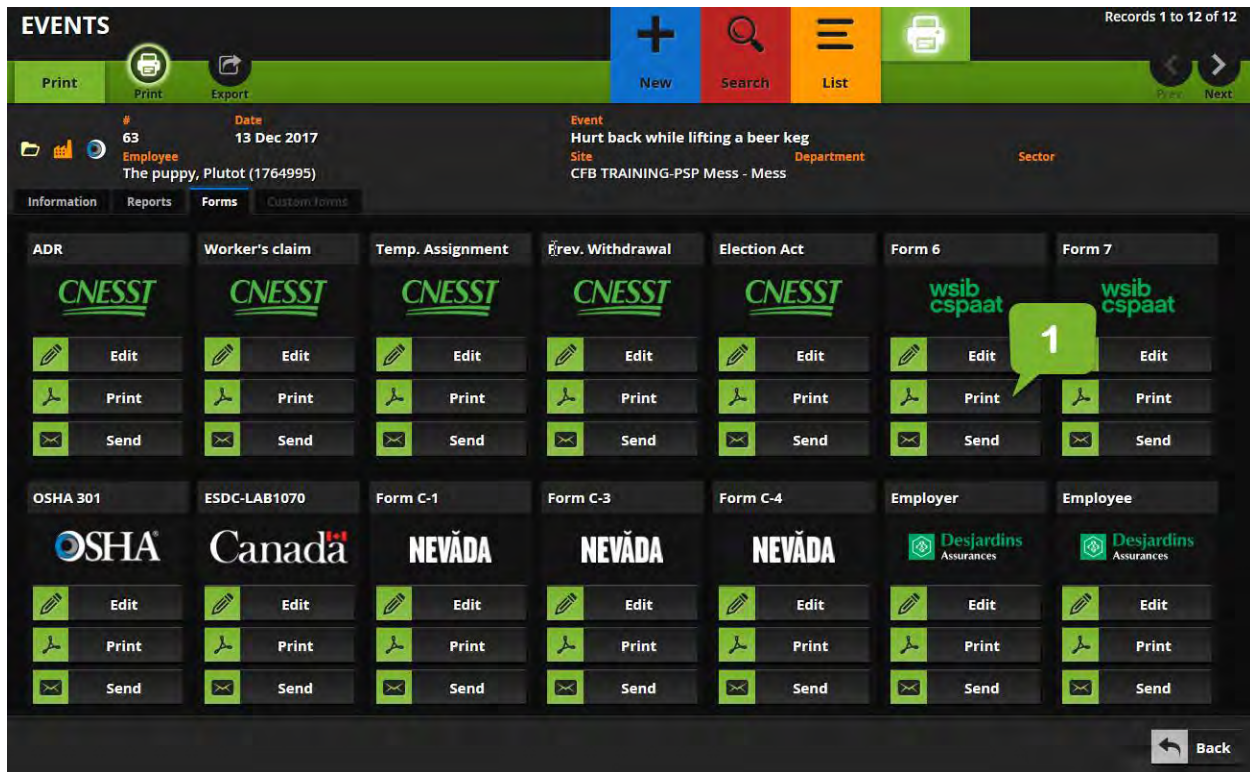 EVENTS
Records 1 to 12 of 12
Print
Print
Export
New
Search
List
Prev
Next
#
Date
Event
63
13 Dec 2017
Hurt back while lifting a beer keg
Employee
Site
Department
Sector
The puppy, Plutot (1764995)
CFB TRAINING-PSP Mess - Mess
Information
Reports
Forms
Custom forms
ADR
Worker's claim
Temp. Assignment
Prev. Withdrawal
Election Act
Form 6
Form 7
CNESST
CNESST
CNESST
CNESST
CNESST
wsib
cspaat
wsib
cspaat
1
Edit
Edit
Edit
Edit
Edit
Edit
Edit
Print
Print
Print
Print
Print
Print
Print
Send
Send
Send
Send
Send
Send
Send
OSHA 301
ESDC-LAB1070
Form C-1
Form C-3
Form C-4
Employer
Employee
OSHA
Canada
NEVĂDA
NEVĂDA
NEVĂDA
Desjardins
Assurances
Desjardins
Assurances
Edit
Edit
Edit
Edit
Edit
Edit
Edit
Print
Print
Print
Print
Print
Print
Print
Send
Send
Send
Send
Send
Send
Send
Back